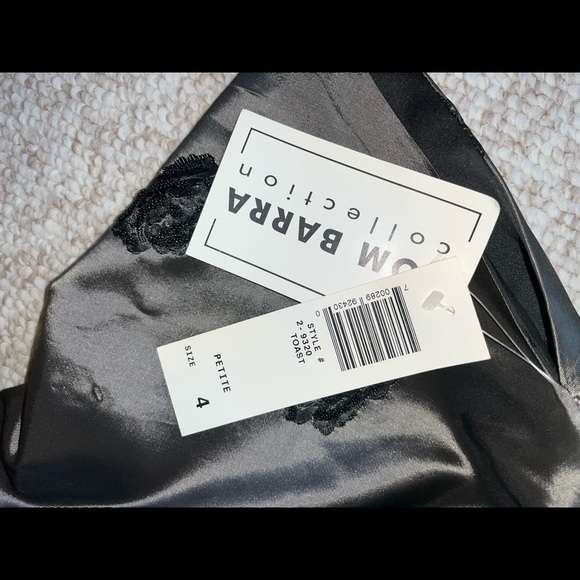 OM BARRA
collection
7 00289 92430 0
STYLE #
2 - 9320
TOAST
PETITE
SIZE 4